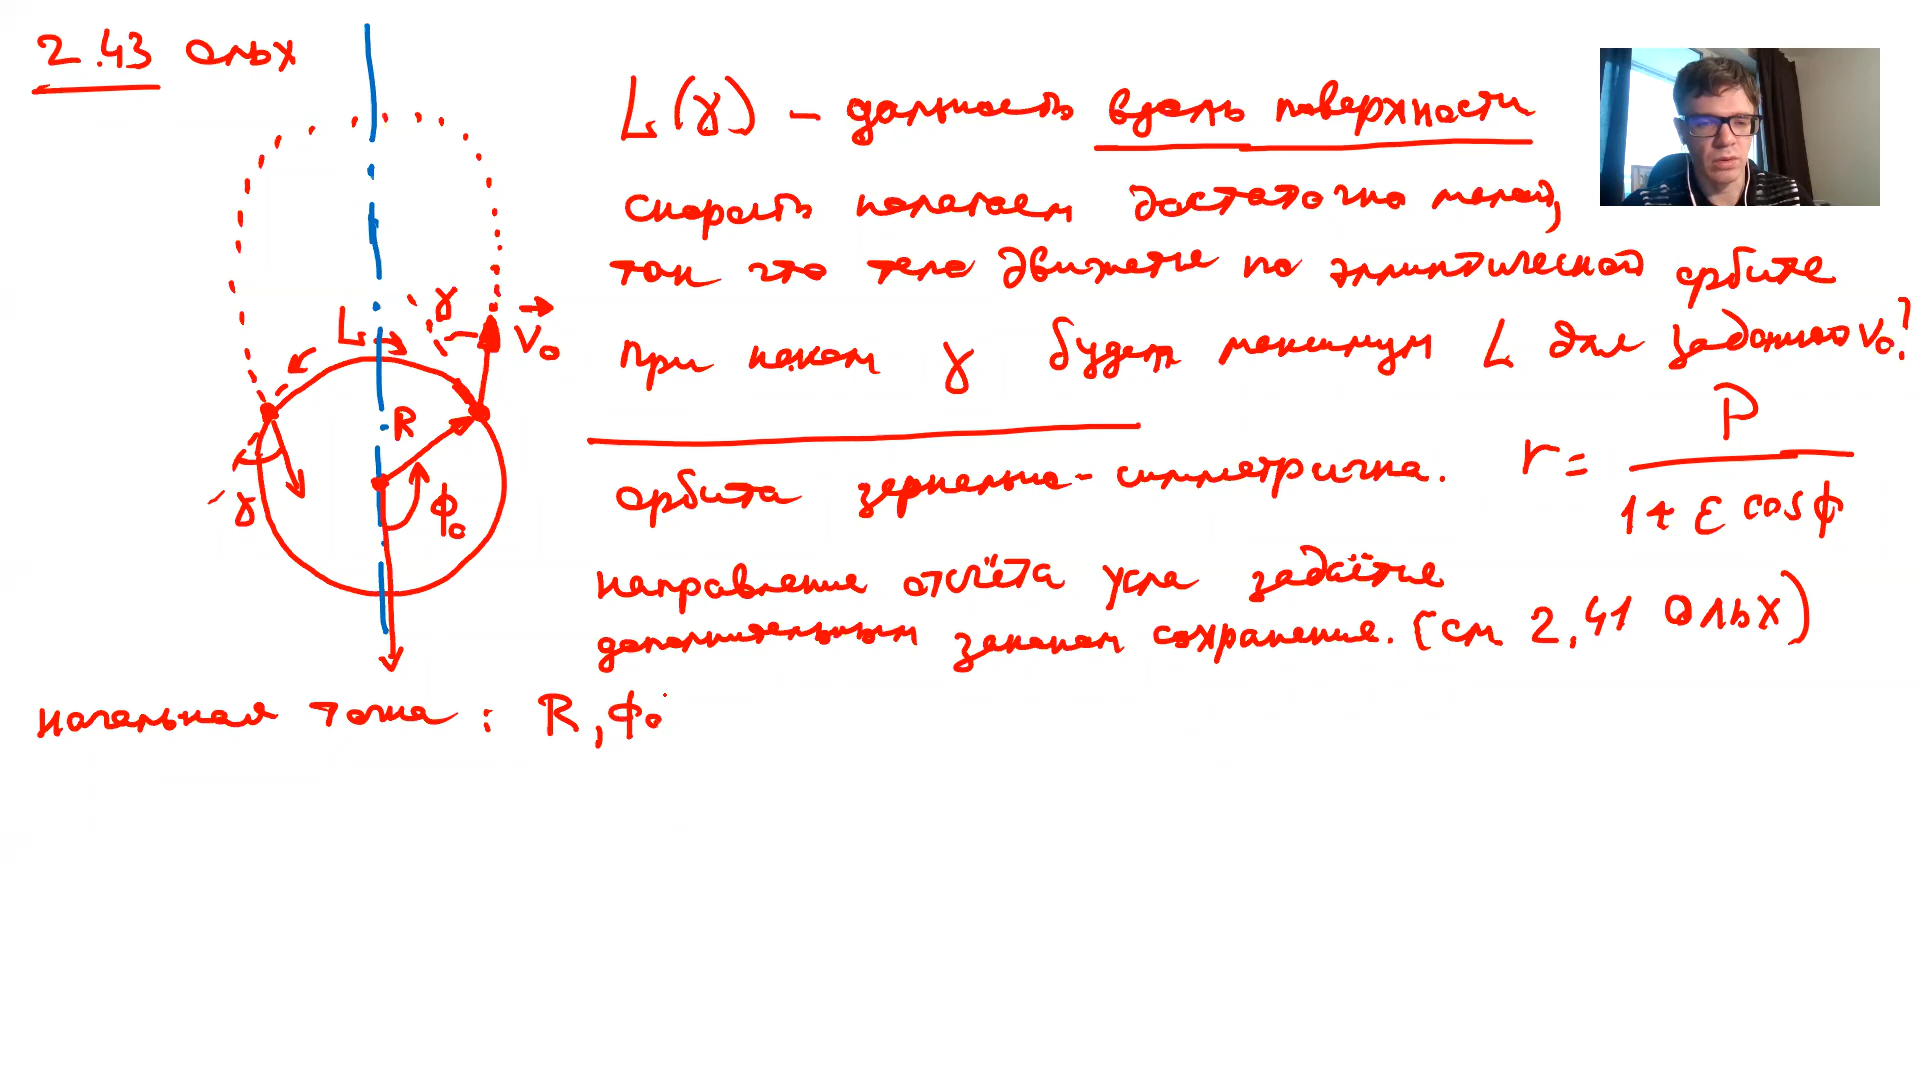 2.43 Ольх
L(γ) – дальность вдоль поверхности
скорость полагаем достаточно малой,
так что тело движется по эллиптической орбите
при каком γ будет максимум L для заданного v₀?
γ
L
v₀
R
φ₀
γ
орбита зеркально-симметрична.
r = P / (1 + ε cos φ)
направление отсчёта угла задаётся
дополнительным законом сохранения. (см 2.41 Ольх)
начальная точка: R, φ₀